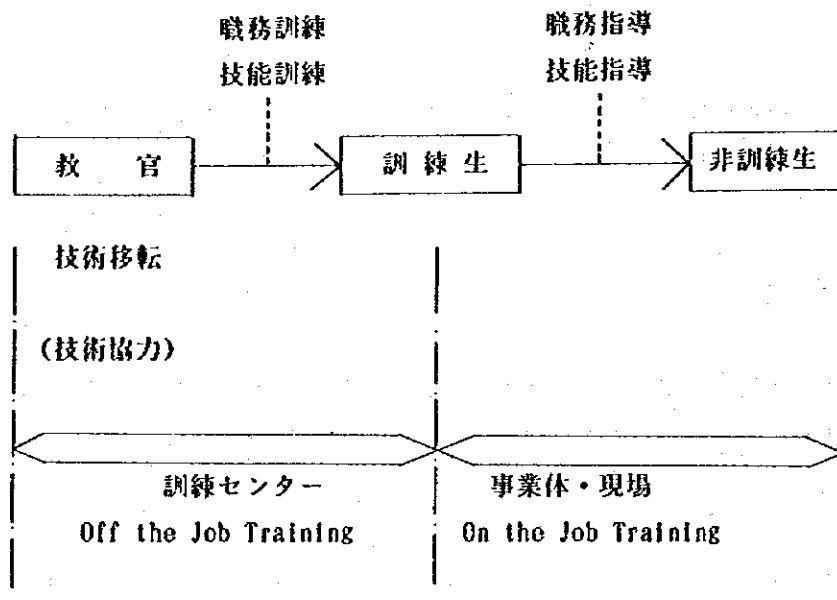 職務訓練 職務指導
技能訓練 技能指導
教官 訓練生 非訓練生
技術移転
(技術協力)
訓練センター 事業体・現場
Off the Job Training On the Job Training